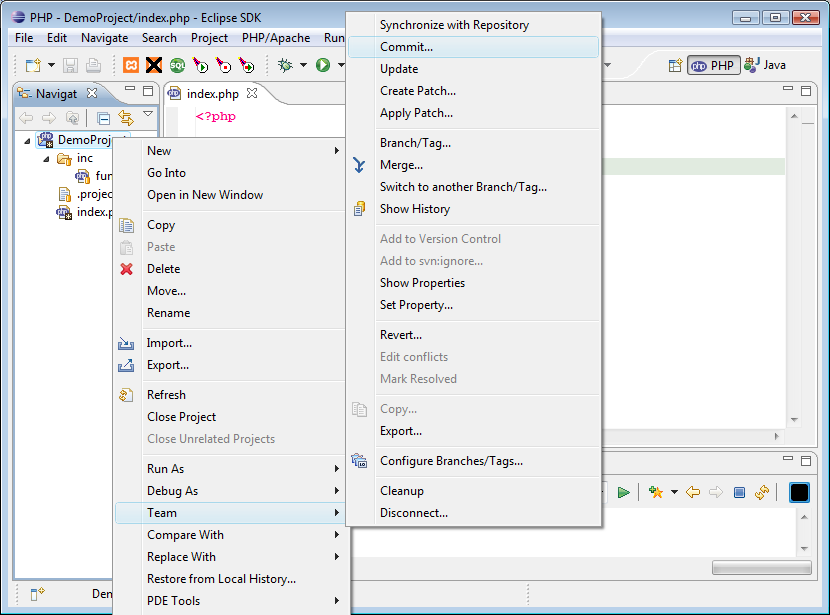 PHP - DemoProject/index.php - Eclipse SDK
File Edit Navigate Search Project PHP/Apache Run
SQL
PHP Java
Navigat
index.php
<?php
DemoProj
inc
fun
.projec
index.p
New
Go Into
Open in New Window
Copy
Paste
Delete
Move...
Rename
Import...
Export...
Refresh
Close Project
Close Unrelated Projects
Run As
Debug As
Team
Compare With
Replace With
Restore from Local History...
PDE Tools
Synchronize with Repository
Commit...
Update
Create Patch...
Apply Patch...
Branch/Tag...
Merge...
Switch to another Branch/Tag...
Show History
Add to Version Control
Add to svn:ignore...
Show Properties
Set Property...
Revert...
Edit conflicts
Mark Resolved
Copy...
Export...
Configure Branches/Tags...
Cleanup
Disconnect...
Den